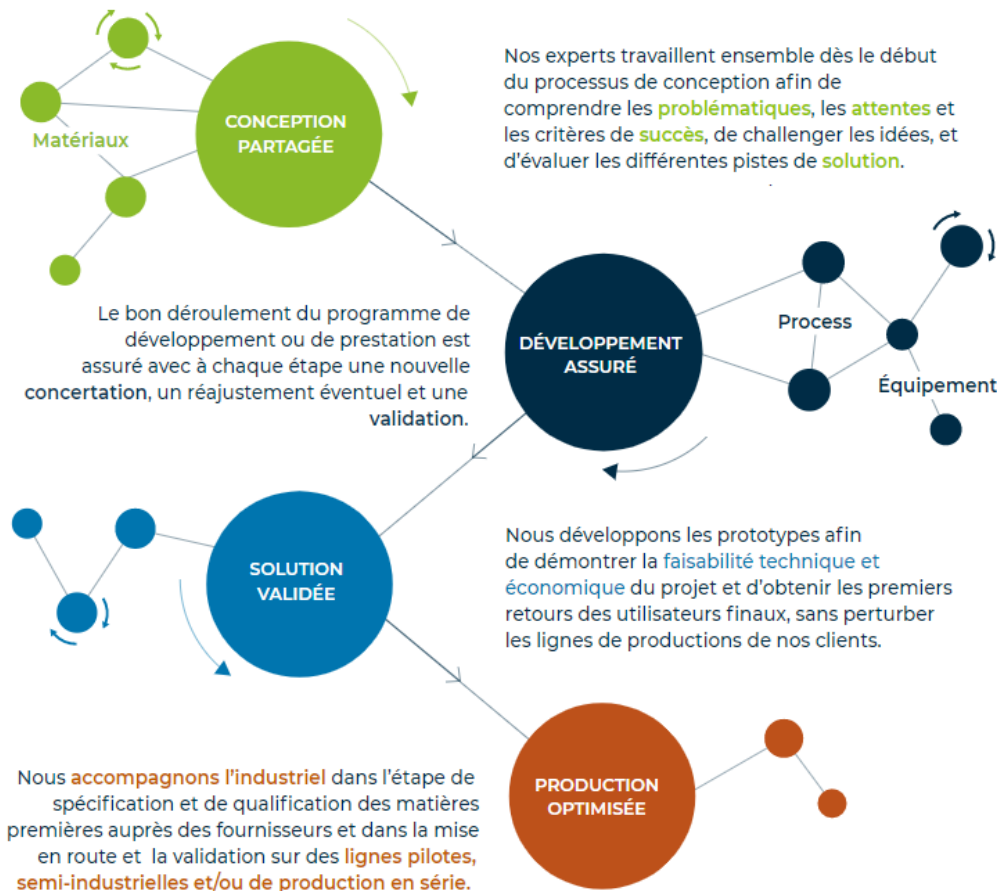 CONCEPTION
PARTAGÉE
Matériaux
Nos experts travaillent ensemble dès le début
du processus de conception afin de
comprendre les problématiques, les attentes et
les critères de succès, de challenger les idées, et
d'évaluer les différentes pistes de solution.
DÉVELOPPEMENT
ASSURÉ
Process
Équipement
Le bon déroulement du programme de
développement ou de prestation est
assuré avec à chaque étape une nouvelle
concertation, un réajustement éventuel et une
validation.
SOLUTION
VALIDÉE
Nous développons les prototypes afin
de démontrer la faisabilité technique et
économique du projet et d'obtenir les premiers
retours des utilisateurs finaux, sans perturber
les lignes de productions de nos clients.
PRODUCTION
OPTIMISÉE
Nous accompagnons l'industriel dans l'étape de
spécification et de qualification des matières
premières auprès des fournisseurs et dans la mise
en route et la validation sur des lignes pilotes,
semi-industrielles et/ou de production en série.